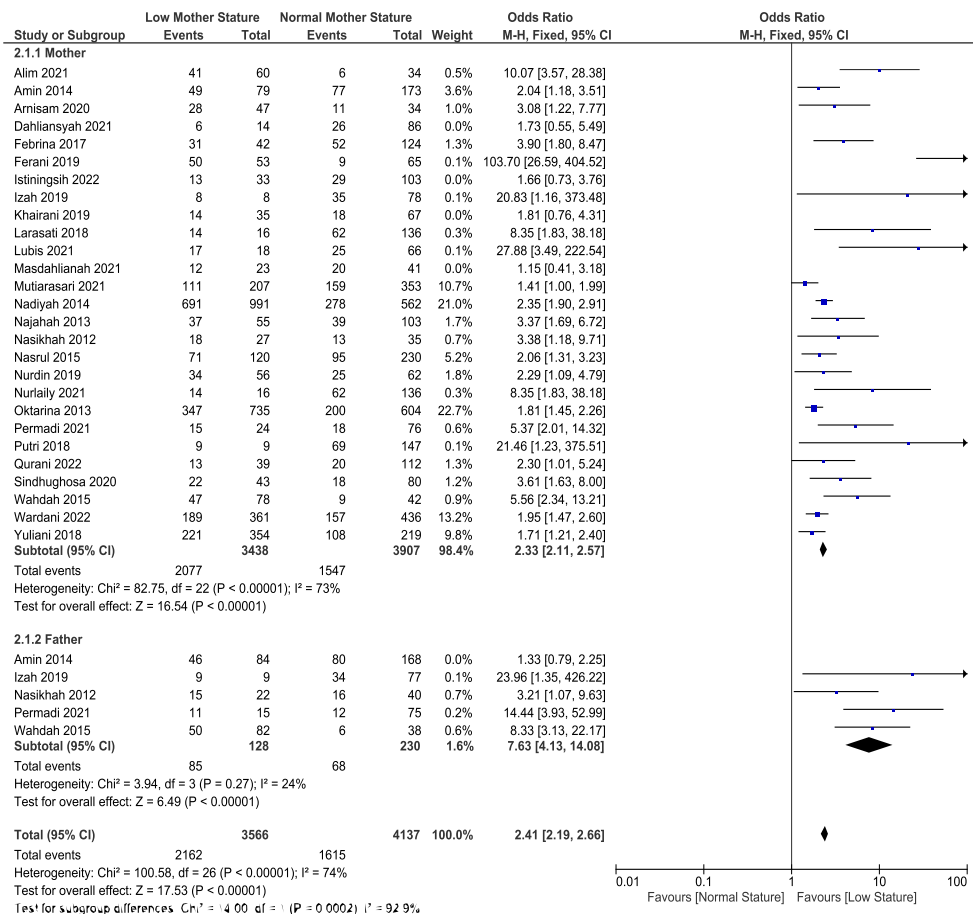 Low Mother Stature Normal Mother Stature Odds Ratio Odds Ratio
Study or Subgroup Events Total Events Total Weight M-H, Fixed, 95% CI M-H, Fixed, 95% CI
2.1.1 Mother
Alim 2021 41 60 6 34 0.5% 10.07 [3.57, 28.38]
Amin 2014 49 79 77 173 3.6% 2.04 [1.18, 3.51]
Arnisam 2020 28 47 11 34 1.0% 3.08 [1.22, 7.77]
Dahliansyah 2021 6 14 26 86 0.0% 1.73 [0.55, 5.49]
Febrina 2017 31 42 52 124 1.3% 3.90 [1.80, 8.47]
Ferani 2019 50 53 9 65 0.1% 103.70 [26.59, 404.52]
Istiningsih 2022 13 33 29 103 0.0% 1.66 [0.73, 3.76]
Izah 2019 8 8 35 78 0.1% 20.83 [1.16, 373.48]
Khairani 2019 14 35 18 67 0.0% 1.81 [0.76, 4.31]
Larasati 2018 14 16 62 136 0.3% 8.35 [1.83, 38.18]
Lubis 2021 17 18 25 66 0.1% 27.88 [3.49, 222.54]
Masdahlianah 2021 12 23 20 41 0.0% 1.15 [0.41, 3.18]
Mutiarasari 2021 111 207 159 353 10.7% 1.41 [1.00, 1.99]
Nadiyah 2014 691 991 278 562 21.0% 2.35 [1.90, 2.91]
Najahah 2013 37 55 39 103 1.7% 3.37 [1.69, 6.72]
Nasikhah 2012 18 27 13 35 0.7% 3.38 [1.18, 9.71]
Nasrul 2015 71 120 95 230 5.2% 2.06 [1.31, 3.23]
Nurdin 2019 34 56 25 62 1.8% 2.29 [1.09, 4.79]
Nurlaily 2021 14 16 62 136 0.3% 8.35 [1.83, 38.18]
Oktarina 2013 347 735 200 604 22.7% 1.81 [1.45, 2.26]
Permadi 2021 15 24 18 76 0.6% 5.37 [2.01, 14.32]
Putri 2018 9 9 69 147 0.1% 21.46 [1.23, 375.51]
Qurani 2022 13 39 20 112 1.3% 2.30 [1.01, 5.24]
Sindhughosa 2020 22 43 18 80 1.3% 3.61 [1.63, 8.00]
Wahdah 2015 47 78 9 42 0.9% 5.56 [2.34, 13.21]
Wardani 2022 189 361 157 436 13.2% 1.95 [1.47, 2.60]
Yuliani 2018 221 354 108 219 9.8% 1.71 [1.21, 2.40]
Subtotal (95% CI) 3438 3907 98.4% 2.33 [2.11, 2.57]
Total events 2077 1547
Heterogeneity: Chi² = 82.75, df = 22 (P < 0.00001); I² = 73%
Test for overall effect: Z = 16.54 (P < 0.00001)
2.1.2 Father
Amin 2014 46 84 80 168 0.0% 1.33 [0.79, 2.25]
Izah 2019 9 9 34 77 0.1% 23.96 [1.35, 426.22]
Nasikhah 2012 15 22 16 40 0.7% 3.21 [1.07, 9.63]
Permadi 2021 11 15 12 75 0.2% 14.44 [3.93, 52.99]
Wahdah 2015 50 82 6 38 0.6% 8.33 [3.13, 22.17]
Subtotal (95% CI) 128 230 1.6% 7.63 [4.13, 14.08]
Total events 85 68
Heterogeneity: Chi² = 3.94, df = 3 (P = 0.27); I² = 24%
Test for overall effect: Z = 6.49 (P < 0.00001)
Total (95% CI) 3566 4137 100.0% 2.41 [2.19, 2.66]
Total events 2162 1615
Heterogeneity: Chi² = 100.58, df = 26 (P < 0.00001); I² = 74%
Test for overall effect: Z = 17.53 (P < 0.00001)
0.01 0.1 1 10 100
Favours [Normal Stature] Favours [Low Stature]
Test for subgroup differences: Chi² = 14.00, df = 1 (P = 0.0002), I² = 92.9%